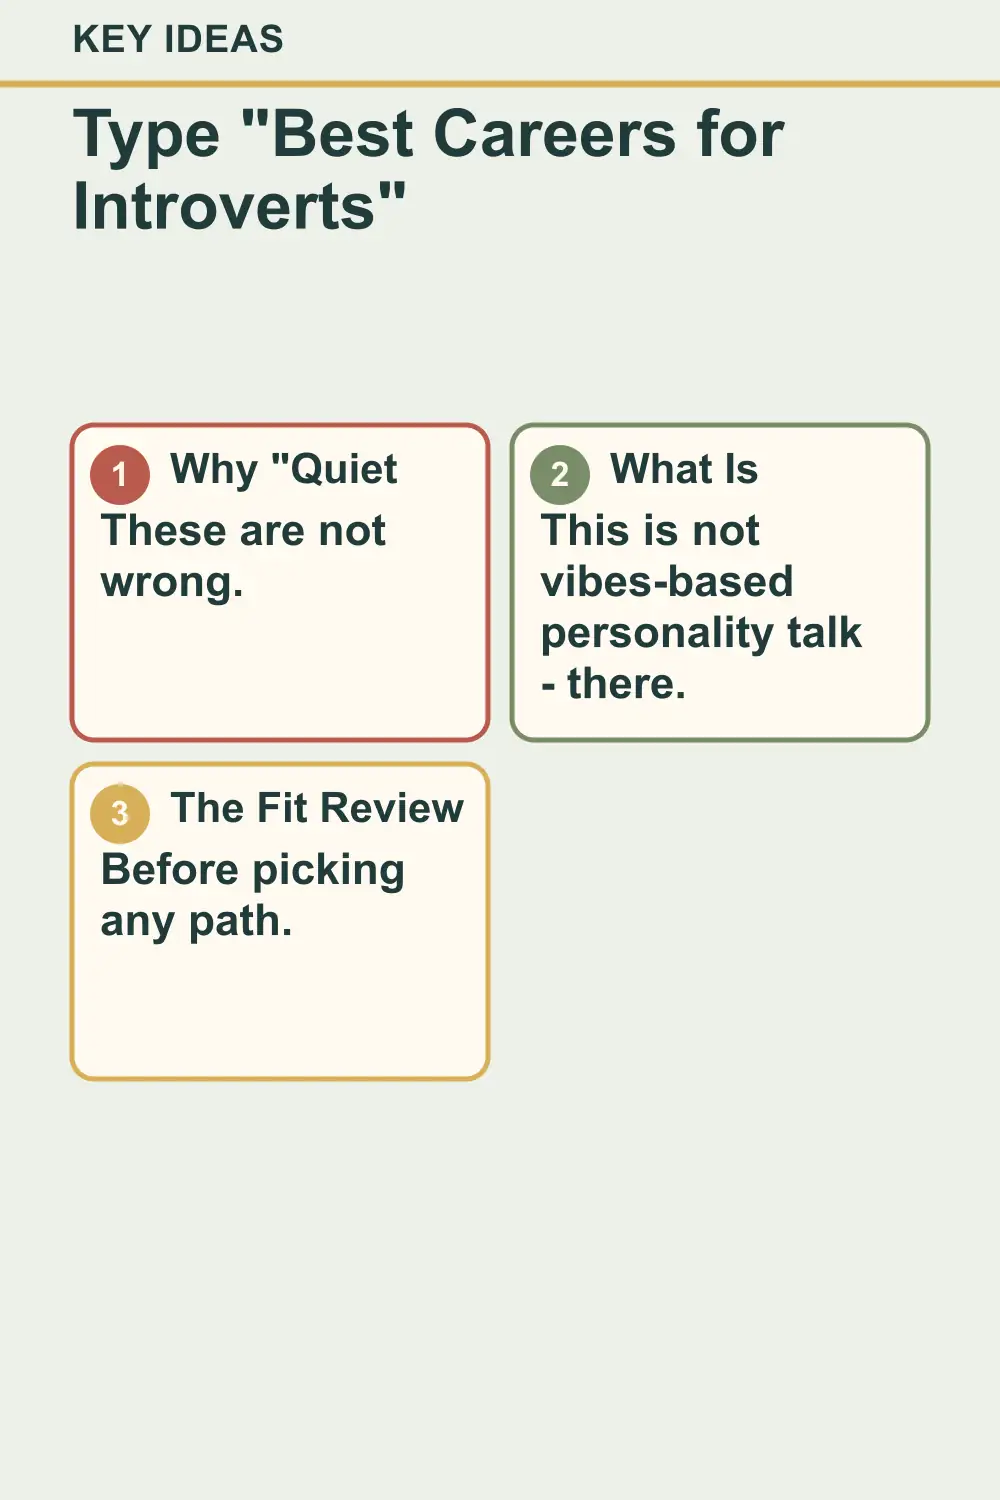 KEY IDEAS
Type "Best Careers for
Introverts"
1 Why "Quiet
These are not
wrong.
2 What Is
This is not
vibes-based
personality talk
- there.
3 The Fit Review
Before picking
any path.